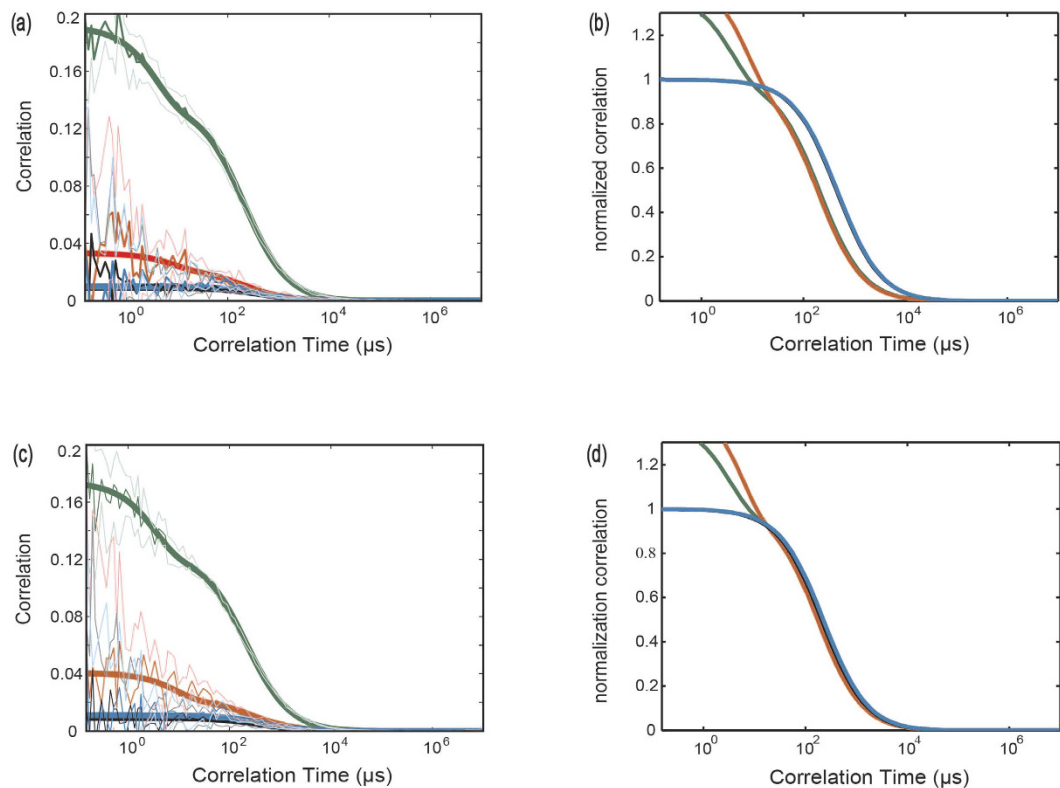 (a)
0.2
0.16
0.12
0.08
0.04
0
10^0 10^2 10^4 10^6
Correlation
Correlation Time (μs)
(b)
1.2
1
0.8
0.6
0.4
0.2
0
10^0 10^2 10^4 10^6
normalized correlation
Correlation Time (μs)
(c)
0.2
0.16
0.12
0.08
0.04
0
10^0 10^2 10^4 10^6
Correlation
Correlation Time (μs)
(d)
1.2
1
0.8
0.6
0.4
0.2
0
10^0 10^2 10^4 10^6
normalization correlation
Correlation Time (μs)